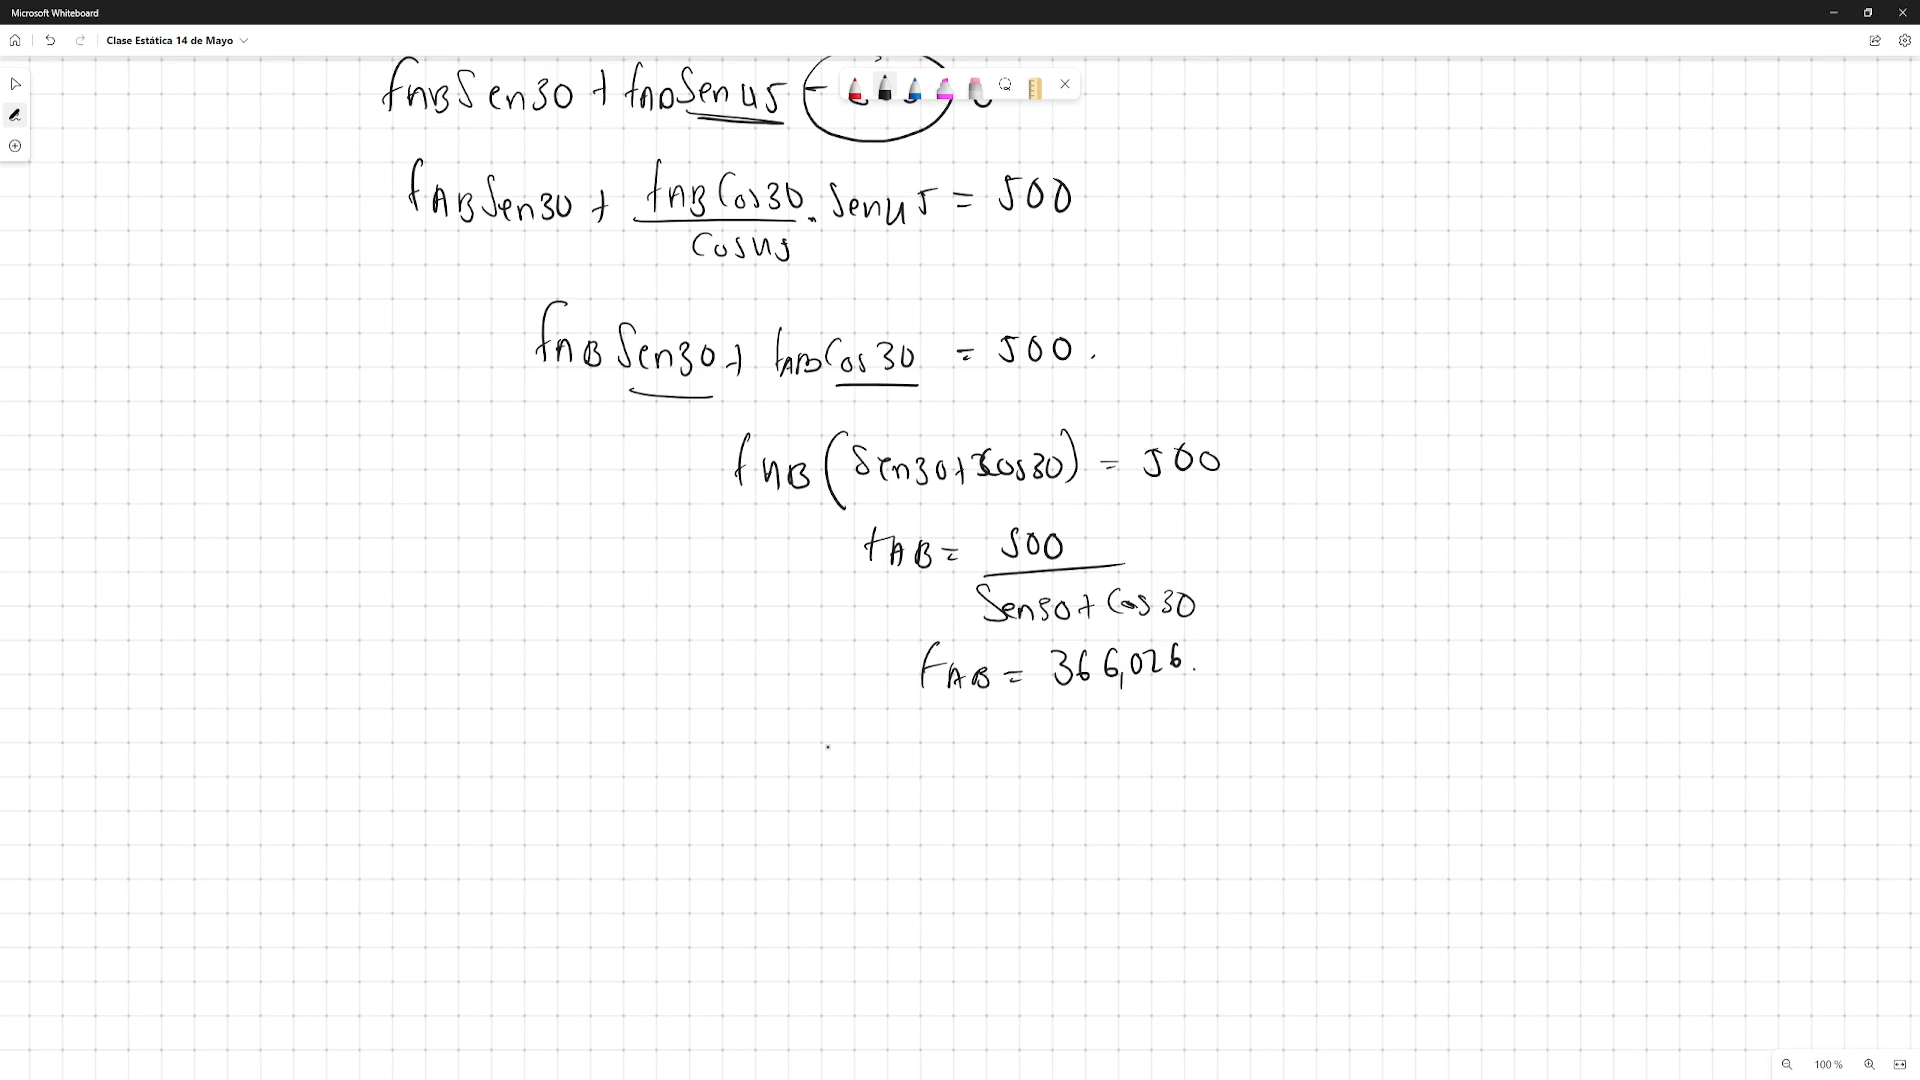 Microsoft Whiteboard
Clase Estática 14 de Mayo
fAB Sen30 + fAD Sen45 -
fAB Sen30 + fAB Cos30 / Cos45 . Sen45 = 500
fAB Sen30 + fAB Cos30 = 500.
fAB (Sen30 + Cos30) = 500
fAB = 500 / Sen30 + Cos30
FAB = 366,026.
100 %